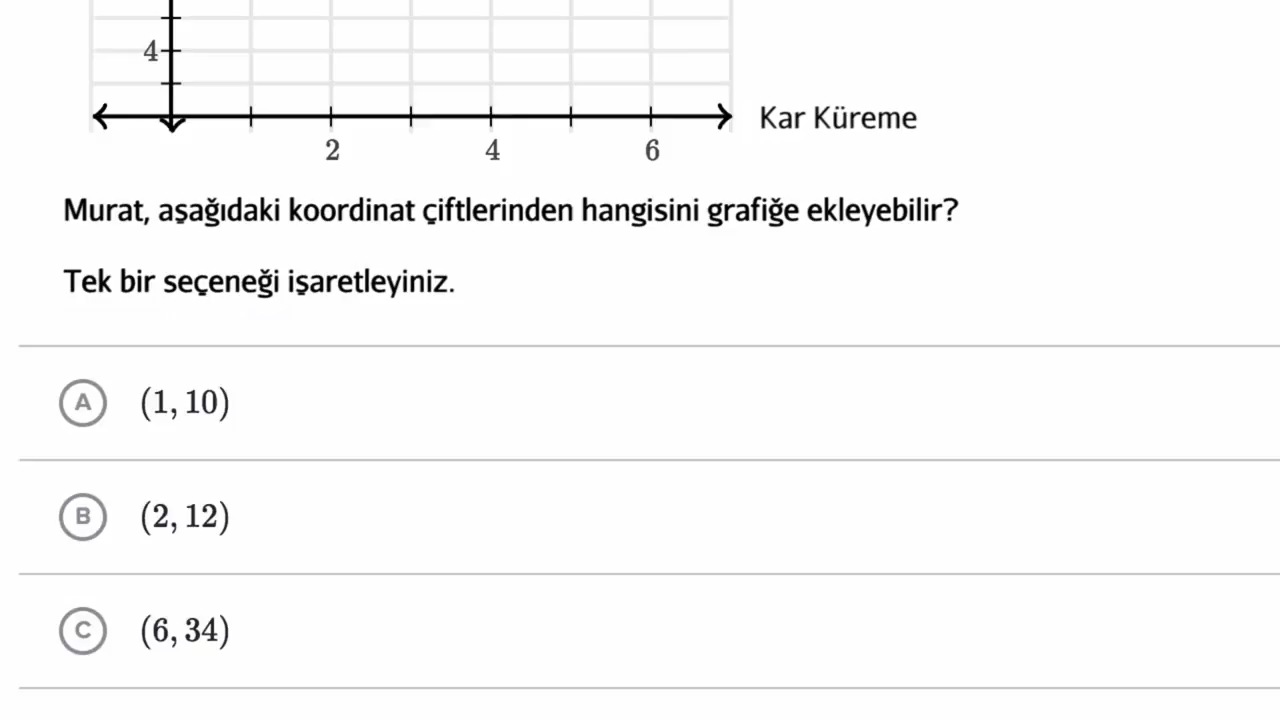 4
Kar Küreme
2 4 6
Murat, aşağıdaki koordinat çiftlerinden hangisini grafiğe ekleyebilir?
Tek bir seçeneği işaretleyiniz.
A (1, 10)
B (2, 12)
C (6, 34)